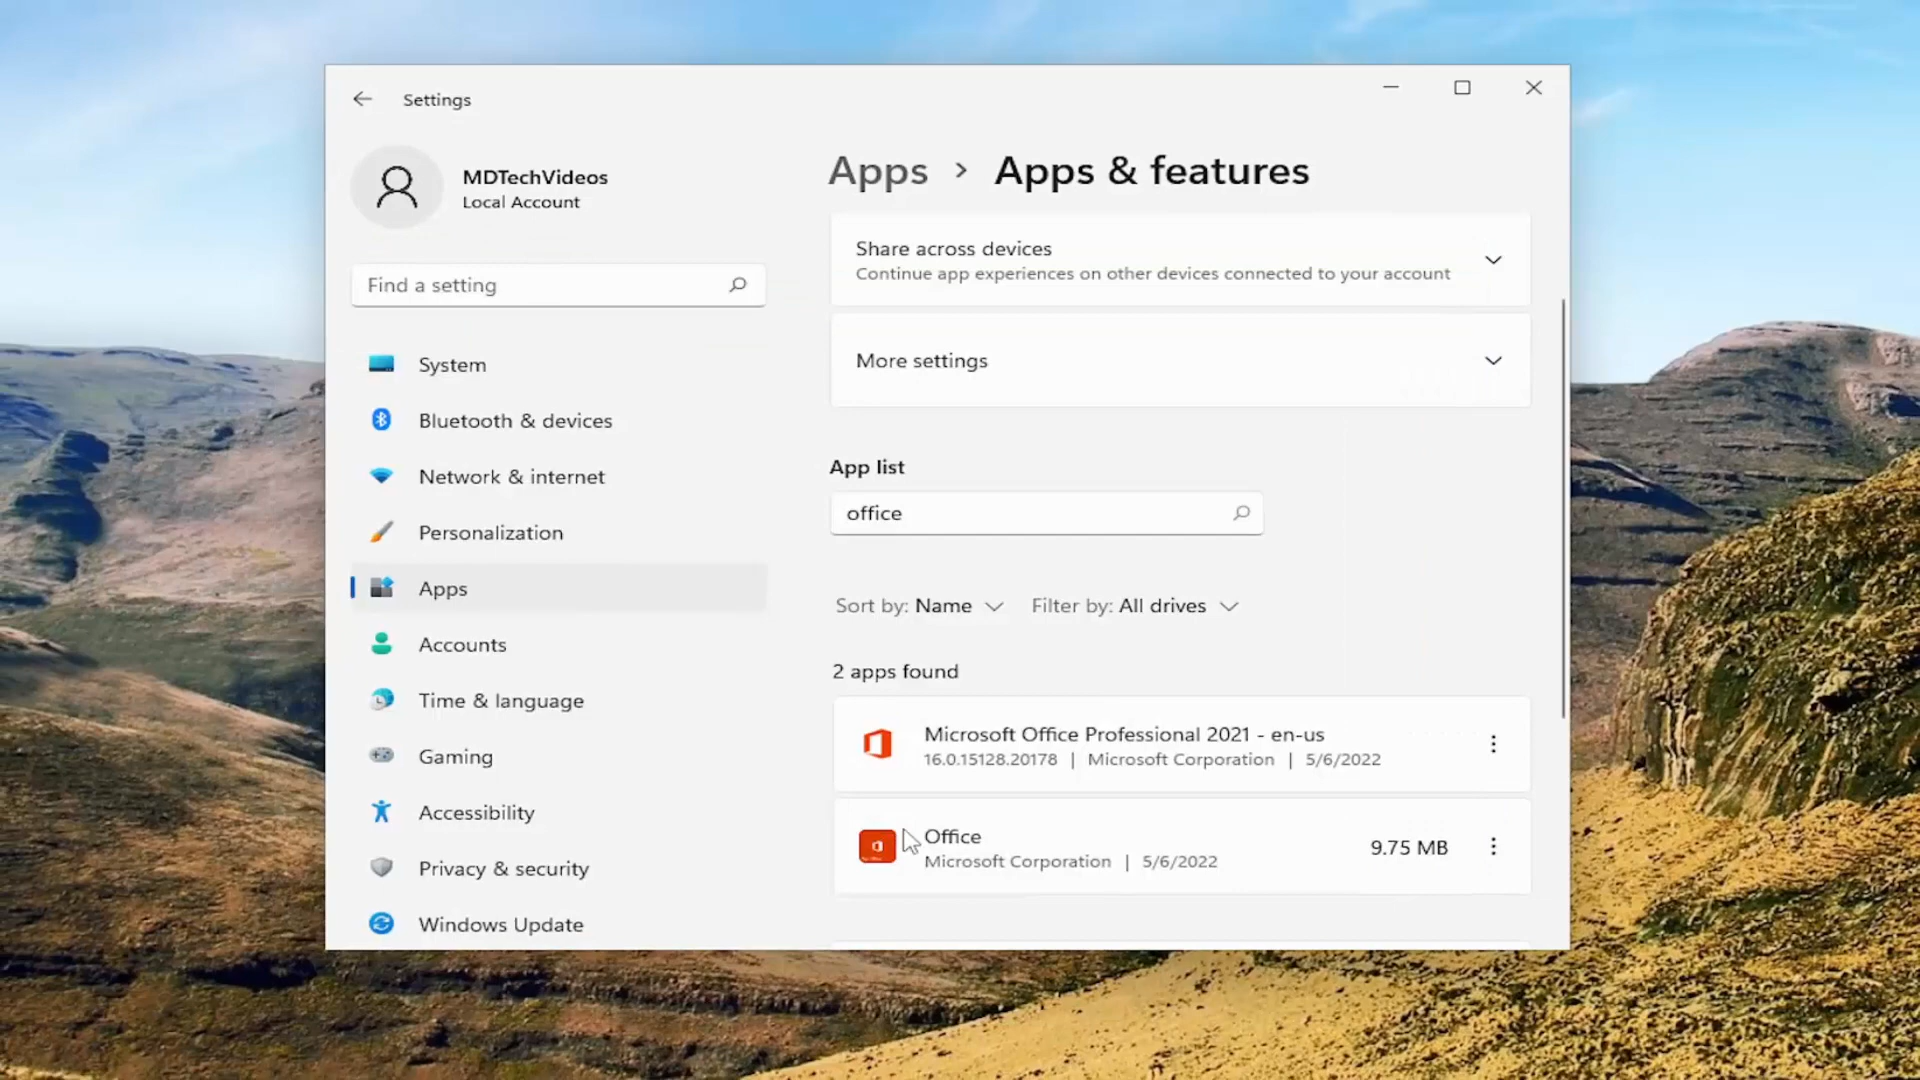 Settings
MDTechVideos
Local Account
Find a setting
System
Bluetooth & devices
Network & internet
Personalization
Apps
Accounts
Time & language
Gaming
Accessibility
Privacy & security
Windows Update
Apps > Apps & features
Share across devices
Continue app experiences on other devices connected to your account
More settings
App list
office
Sort by: Name Filter by: All drives
2 apps found
Microsoft Office Professional 2021 - en-us
16.0.15128.20178 | Microsoft Corporation | 5/6/2022
Office
Microsoft Corporation | 5/6/2022
9.75 MB